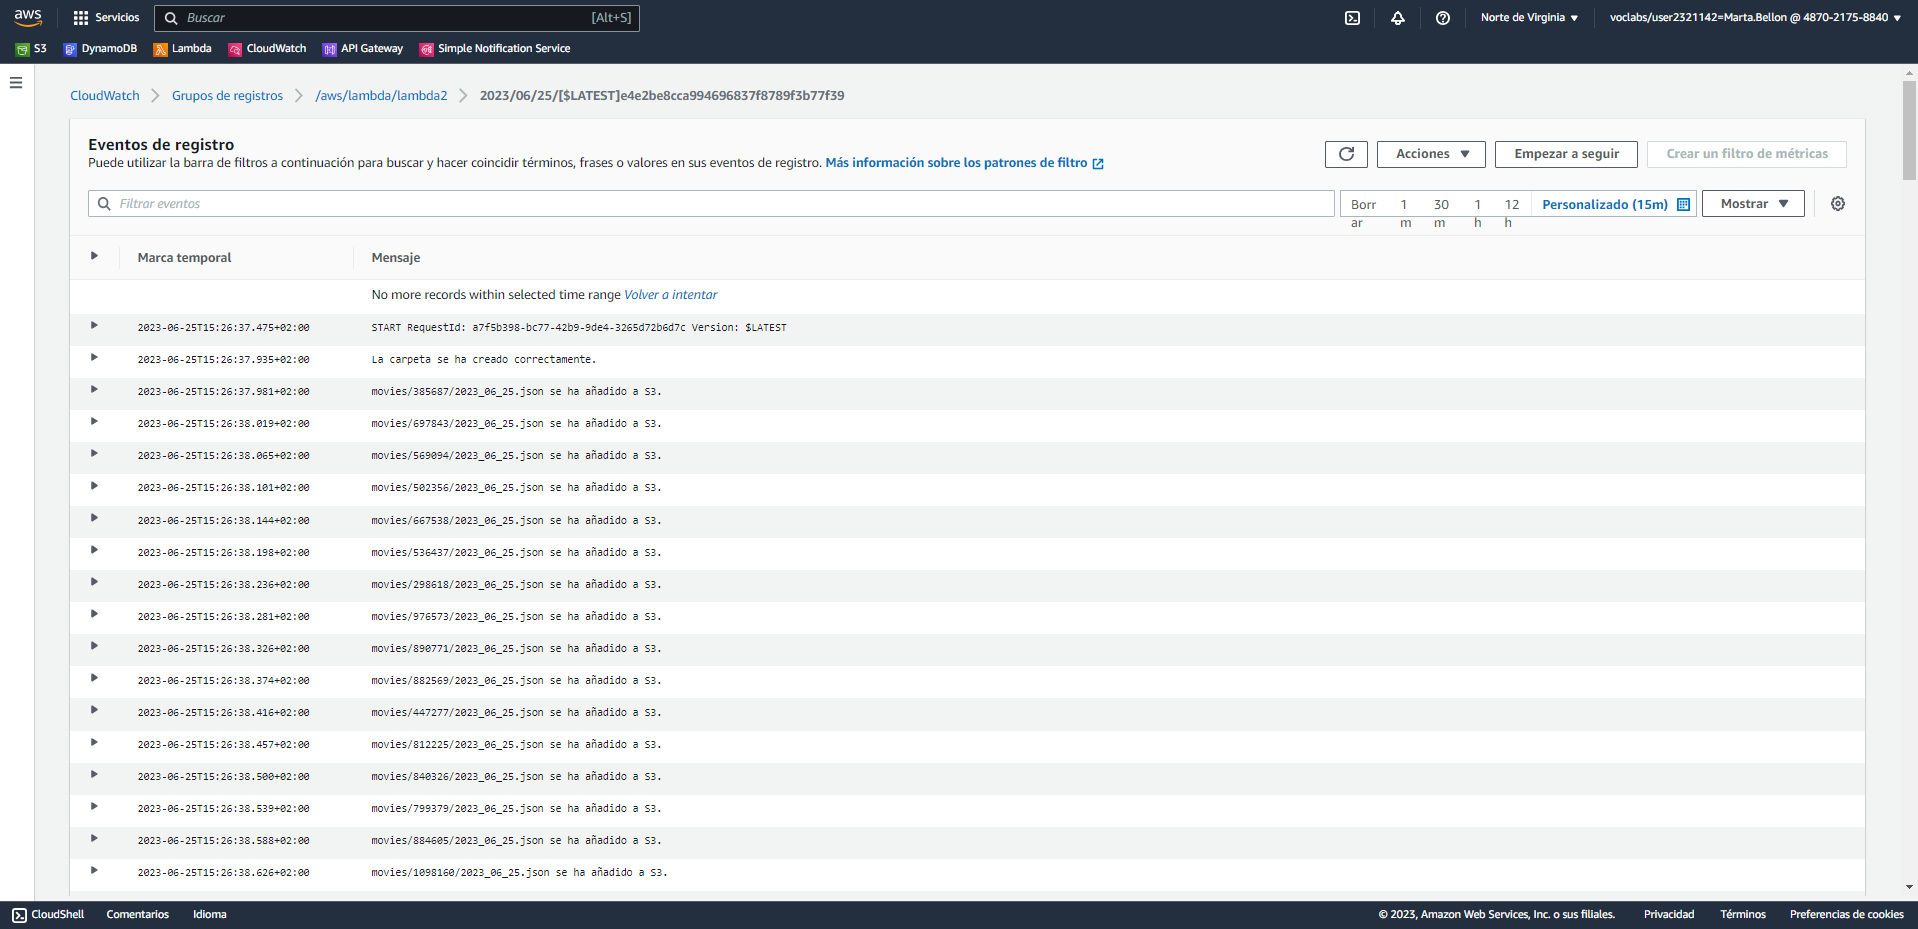 aws Servicios Buscar [Alt+S] Norte de Virginia voclabs/user2321142=Marta.Bellon @ 4870-2175-8840
S3 DynamoDB Lambda CloudWatch API Gateway Simple Notification Service
CloudWatch Grupos de registros /aws/lambda/lambda2 2023/06/25/[$LATEST]e4e2be8cca994696837f8789f3b77f39
Eventos de registro
Puede utilizar la barra de filtros a continuación para buscar y hacer coincidir términos, frases o valores en sus eventos de registro. Más información sobre los patrones de filtro
Acciones Empezar a seguir Crear un filtro de métricas
Filtrar eventos
Borr
ar
1
m
30
m
1
h
12
h
Personalizado (15m) Mostrar
Marca temporal Mensaje
No more records within selected time range Volver a intentar
2023-06-25T15:26:37.475+02:00 START RequestId: a7f5b398-bc77-42b9-9de4-3265d72b6d7c Version: $LATEST
2023-06-25T15:26:37.935+02:00 La carpeta se ha creado correctamente.
2023-06-25T15:26:37.981+02:00 movies/385687/2023_06_25.json se ha añadido a S3.
2023-06-25T15:26:38.019+02:00 movies/697843/2023_06_25.json se ha añadido a S3.
2023-06-25T15:26:38.065+02:00 movies/569094/2023_06_25.json se ha añadido a S3.
2023-06-25T15:26:38.101+02:00 movies/502356/2023_06_25.json se ha añadido a S3.
2023-06-25T15:26:38.144+02:00 movies/667538/2023_06_25.json se ha añadido a S3.
2023-06-25T15:26:38.198+02:00 movies/536437/2023_06_25.json se ha añadido a S3.
2023-06-25T15:26:38.236+02:00 movies/298618/2023_06_25.json se ha añadido a S3.
2023-06-25T15:26:38.281+02:00 movies/976573/2023_06_25.json se ha añadido a S3.
2023-06-25T15:26:38.326+02:00 movies/890771/2023_06_25.json se ha añadido a S3.
2023-06-25T15:26:38.374+02:00 movies/882569/2023_06_25.json se ha añadido a S3.
2023-06-25T15:26:38.416+02:00 movies/447277/2023_06_25.json se ha añadido a S3.
2023-06-25T15:26:38.457+02:00 movies/812225/2023_06_25.json se ha añadido a S3.
2023-06-25T15:26:38.500+02:00 movies/840326/2023_06_25.json se ha añadido a S3.
2023-06-25T15:26:38.539+02:00 movies/799379/2023_06_25.json se ha añadido a S3.
2023-06-25T15:26:38.588+02:00 movies/884605/2023_06_25.json se ha añadido a S3.
2023-06-25T15:26:38.626+02:00 movies/1098160/2023_06_25.json se ha añadido a S3.
CloudShell Comentarios Idioma © 2023, Amazon Web Services, Inc. o sus filiales. Privacidad Términos Preferencias de cookies